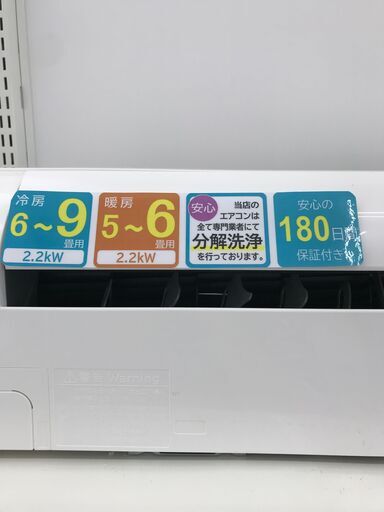 冷房
6~9
畳用
2.2kW
暖房
5~6
畳用
2.2kW
安心
当店の
エアコンは
全て専門業者にて
分解洗浄
を行っております。
安心の
180日間
保証付き
警告 Warning